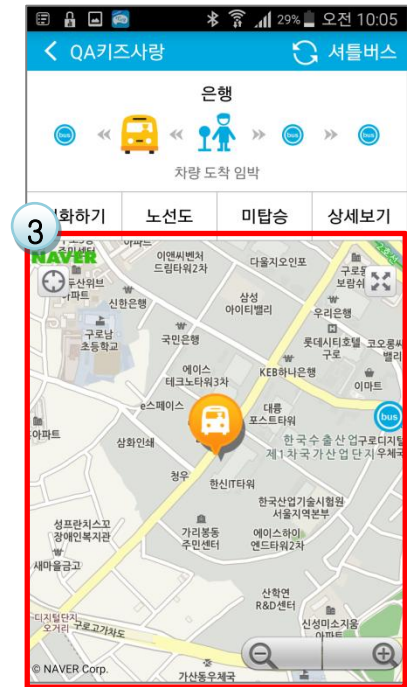 29% 오전 10:05
QA키즈사랑 셔틀버스
은행
bus bus bus
차량 도착 임박
화하기 노선도 미탑승 상세보기
3
NAVER
이앤씨벤처
드림타워2차
다울지오인포
두산위브
신한은행
삼성
아이티밸리
우리은행
구로남
초등학교
국민은행
롯데시티호텔
구로
코오롱싸
밸리
에이스
테크노타워3차
KEB하나은행
이마트
e스페이스
대륭
포스트타워
bus
아파트
삼화인쇄
한국수출산업
제1차국가산업단지
구로디지털
우체국
청우
한신IT타워
한국산업기술시험원
서울지역본부
성프란치스꼬
장애인복지관
가리봉동
주민센터
에이스하이
엔드타워2차
새마을금고
산학연
R&D센터
신성미소지움
아파트
디지털단지
오거리
구로고가차도
© NAVER Corp.
가산동우체국